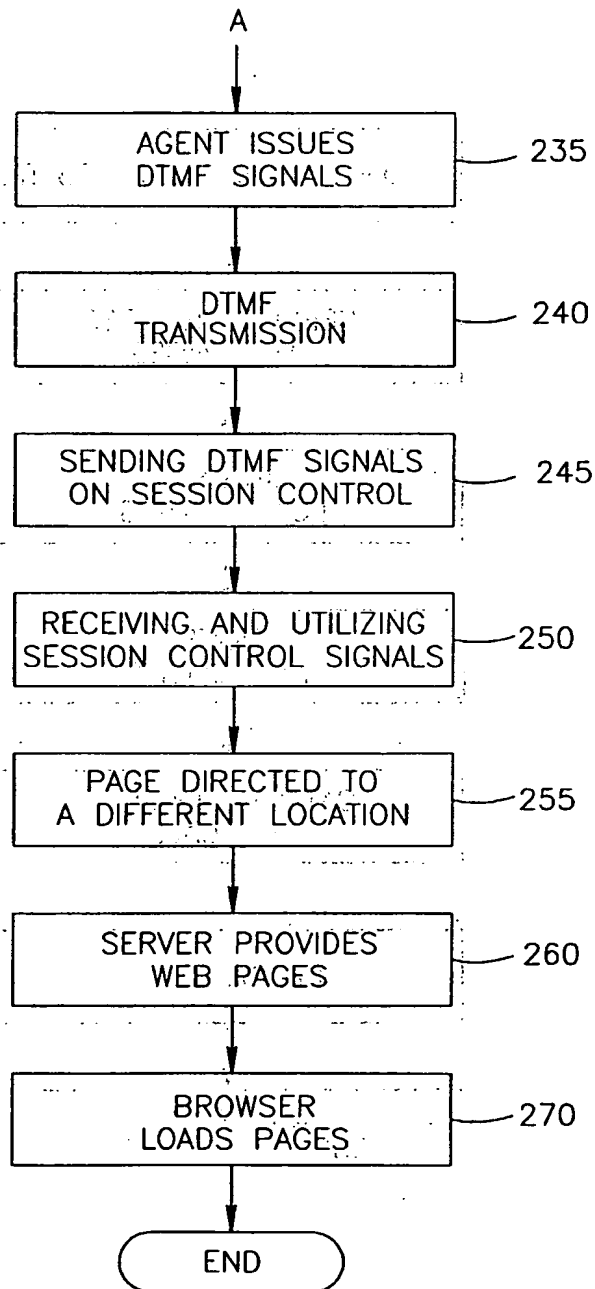 A
AGENT ISSUES
DTMF SIGNALS
235
DTMF
TRANSMISSION
240
SENDING DTMF SIGNALS
ON SESSION CONTROL
245
RECEIVING AND UTILIZING
SESSION CONTROL SIGNALS
250
PAGE DIRECTED TO
A DIFFERENT LOCATION
255
SERVER PROVIDES
WEB PAGES
260
BROWSER
LOADS PAGES
270
END